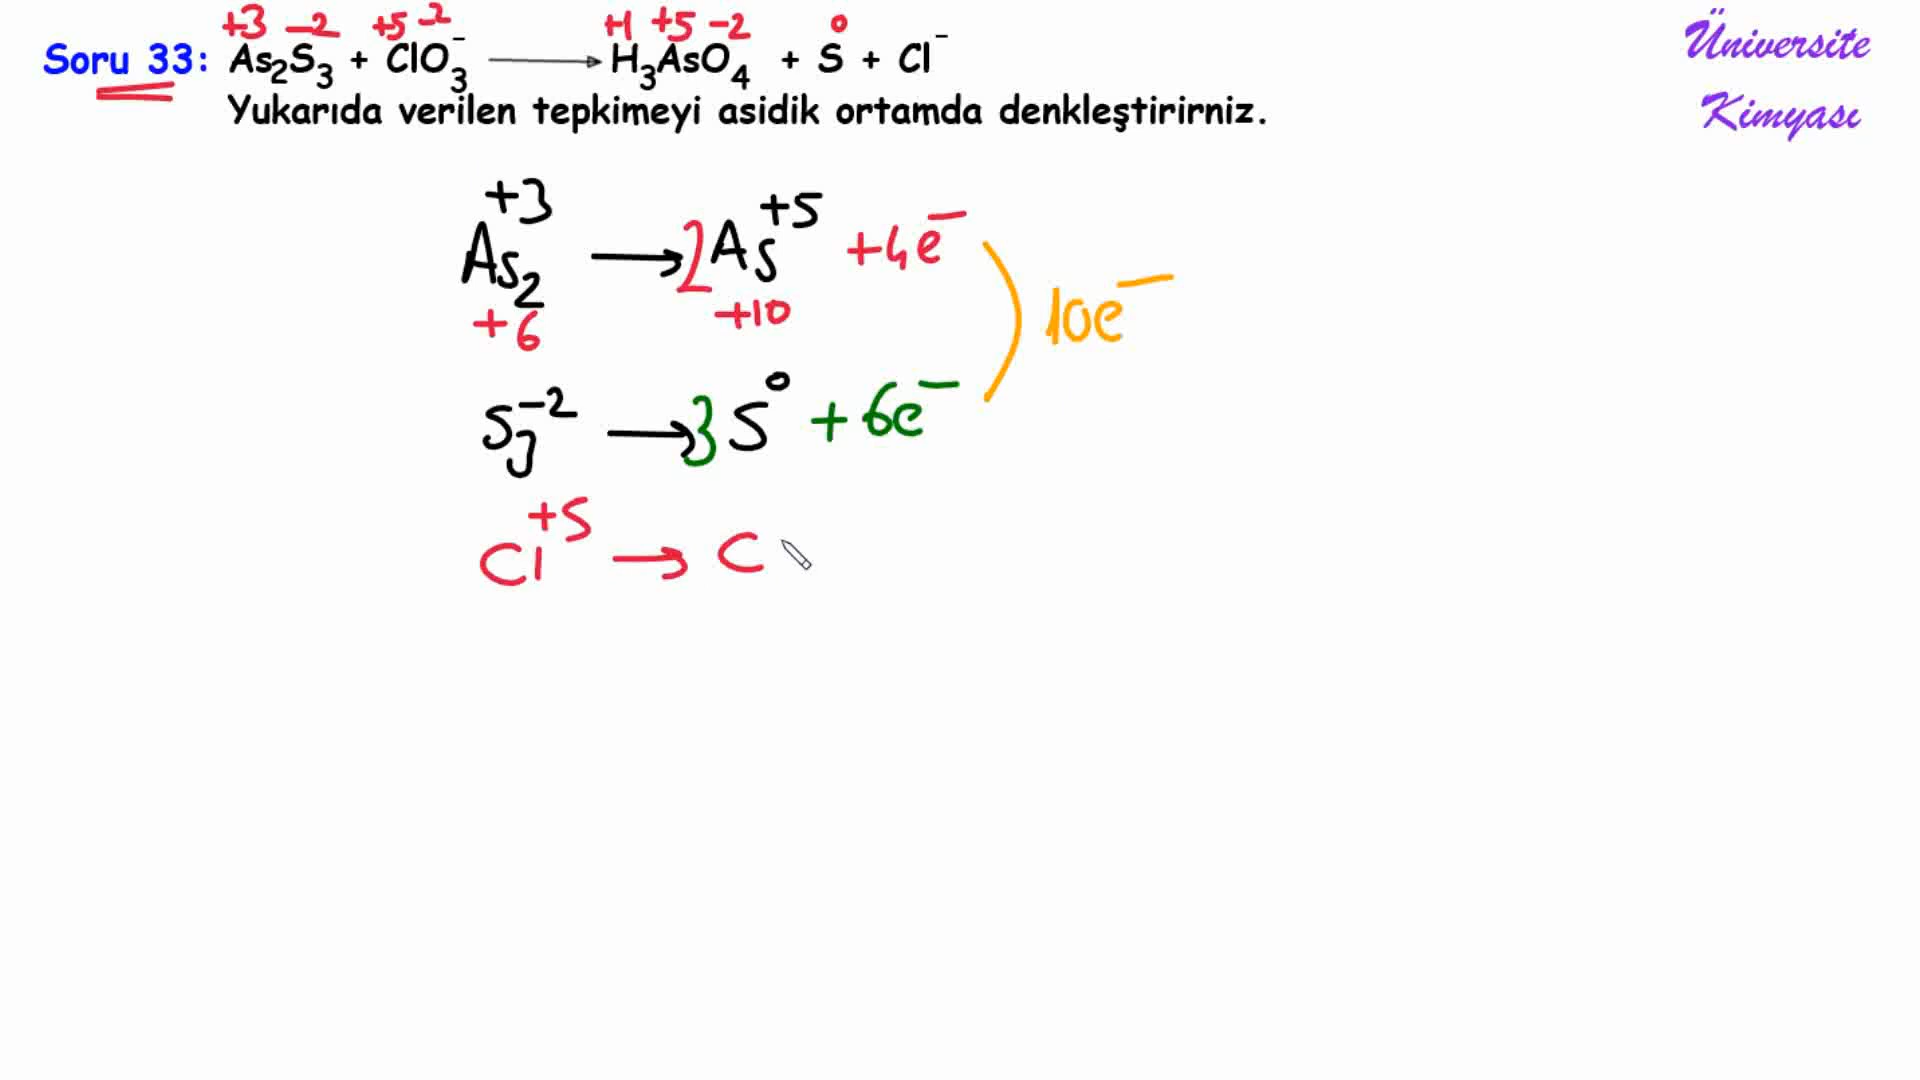 +3 -2 +5 -2 +1 +5 -2 0
Soru 33: As₂S₃ + ClO₃⁻ ⟶ H₃AsO₄ + S + Cl⁻
Yukarıda verilen tepkimeyi asidik ortamda denkleştirirniz.
Üniversite
Kimyası
As₂⁺³ → 2As⁺⁵ + 4e⁻
+6 +10
10e⁻
S₃⁻² → 3S⁰ + 6e⁻
Cl⁺⁵ → C